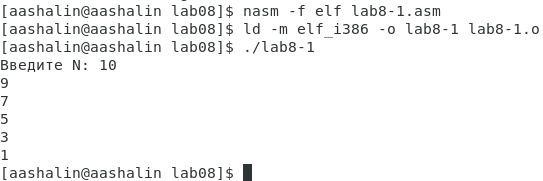 [aashalin@aashalin lab08]$ nasm -f elf lab8-1.asm
[aashalin@aashalin lab08]$ ld -m elf_i386 -o lab8-1 lab8-1.o
[aashalin@aashalin lab08]$ ./lab8-1
Введите N: 10
9
7
5
3
1
[aashalin@aashalin lab08]$